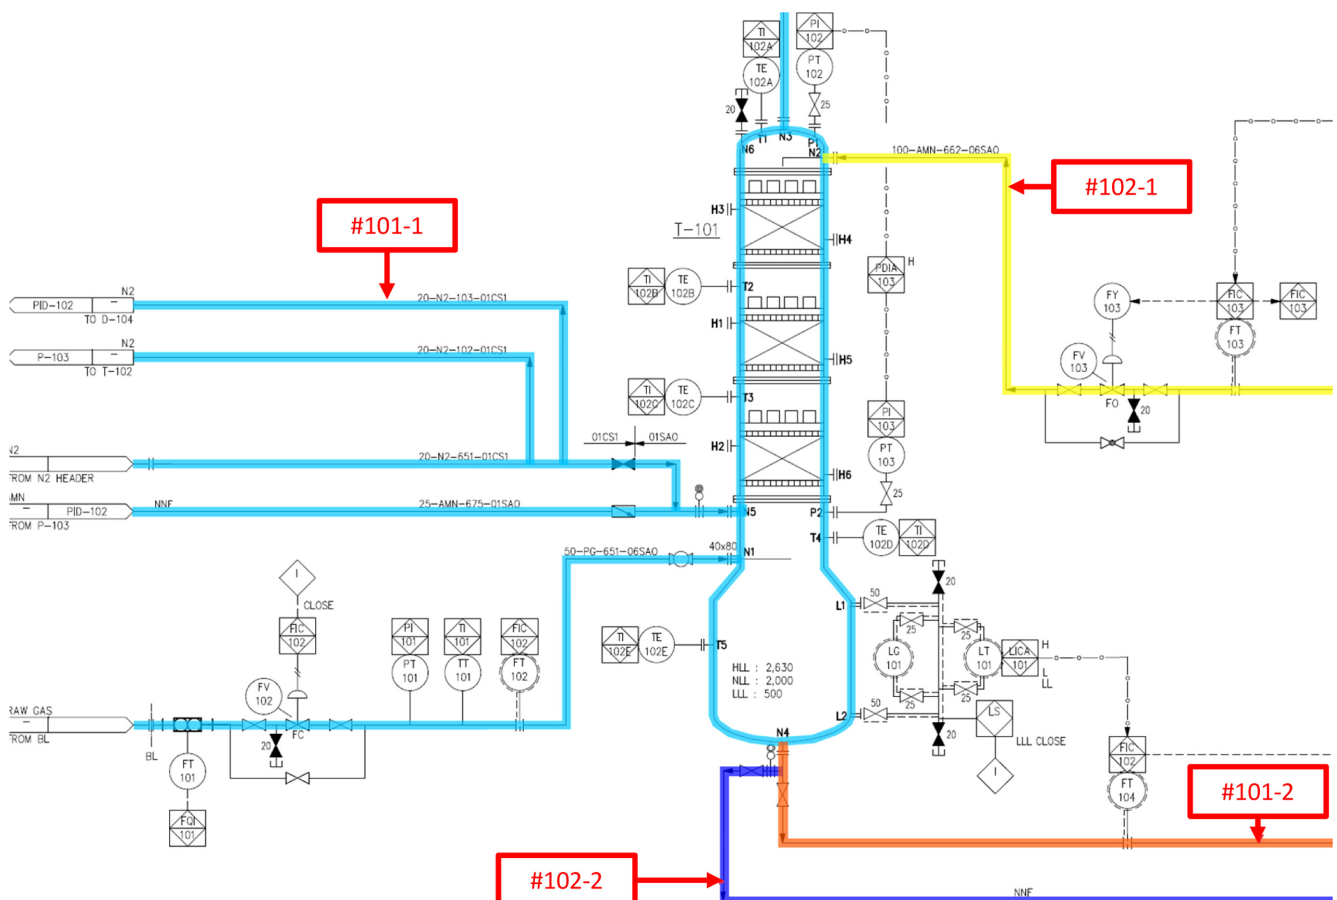 TI
102A
TE
102A
PI
102
PT
102
25
20
N6
TI
N3
P1
N2
100-AMN-662-06SAO
#102-1
#101-1
H3
T-101
H4
N2
PID-102
TO D-104
20-N2-103-01CS1
N2
P-103
TO T-102
20-N2-102-01CS1
TI
102B
TE
102B
T2
H1
H5
PDIA
103
H
FY
103
FIC
103
FIC
103
FT
103
FV
103
FO
20
TI
102C
TE
102C
T3
PI
103
PT
103
25
01CS1
01SAO
H2
H6
N2
FROM N2 HEADER
20-N2-651-01CS1
AMN
PID-102
FROM P-103
NNF
25-AMN-675-01SAO
N5
P2
T4
TE
102D
TI
102D
50-PG-651-06SAO
40x80
N1
I
CLOSE
FIC
102
FV
102
FC
20
PI
101
PT
101
TI
101
TT
101
FIC
102
FT
102
RAW GAS
FROM BL
BL
FT
101
FQI
101
TI
102E
TE
102E
T5
HLL : 2,630
NLL : 2,000
LLL : 500
L1
50
20
25
25
LG
101
LT
101
LICA
101
H
L
LL
25
25
L2
50
20
LS
LLL CLOSE
I
N4
FIC
102
FT
104
#101-2
#102-2
NNF